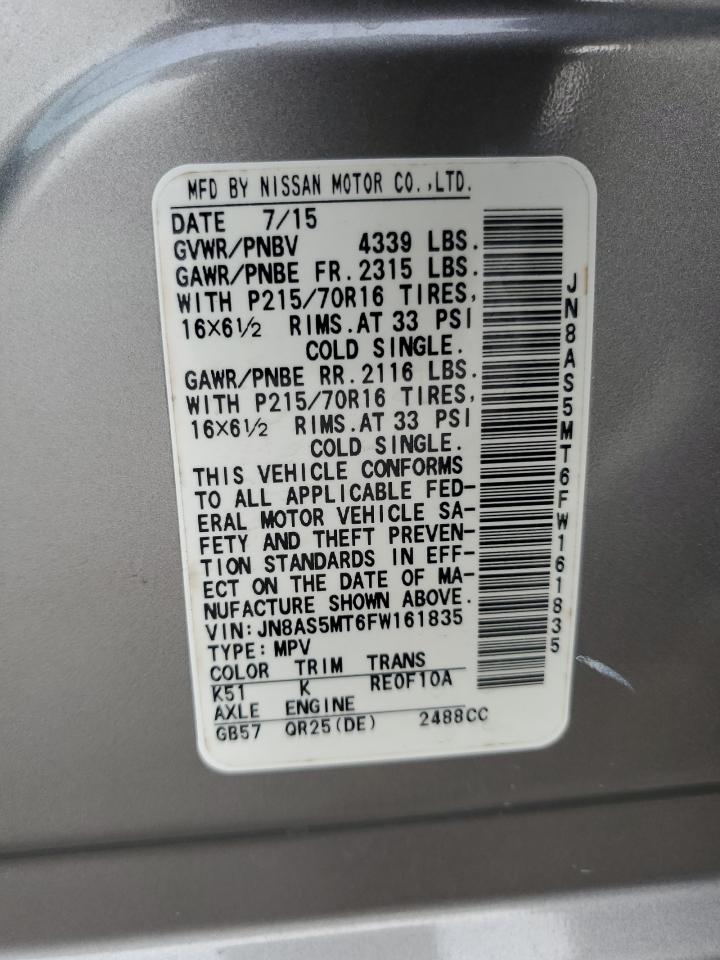 MFD BY NISSAN MOTOR CO.,LTD.
DATE 7/15
GVWR/PNBV 4339 LBS.
GAWR/PNBE FR.2315 LBS.
WITH P215/70R16 TIRES,
16X6½ RIMS.AT 33 PSI
COLD SINGLE.
GAWR/PNBE RR.2116 LBS.
WITH P215/70R16 TIRES,
16X6½ RIMS.AT 33 PSI
COLD SINGLE.
THIS VEHICLE CONFORMS
TO ALL APPLICABLE FED-
ERAL MOTOR VEHICLE SA-
FETY AND THEFT PREVEN-
TION STANDARDS IN EFF-
ECT ON THE DATE OF MA-
NUFACTURE SHOWN ABOVE.
VIN:JN8AS5MT6FW161835
TYPE:MPV
COLOR TRIM TRANS
K51 K RE0F10A
AXLE ENGINE
GB57 QR25(DE) 2488CC
JN8AS5MT6FW161835